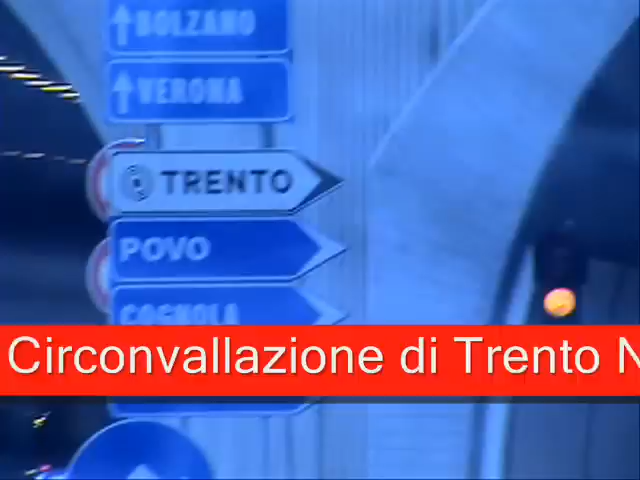 BOLZANO
VERONA
TRENTO
POVO
COGNOLA
Circonvallazione di Trento N